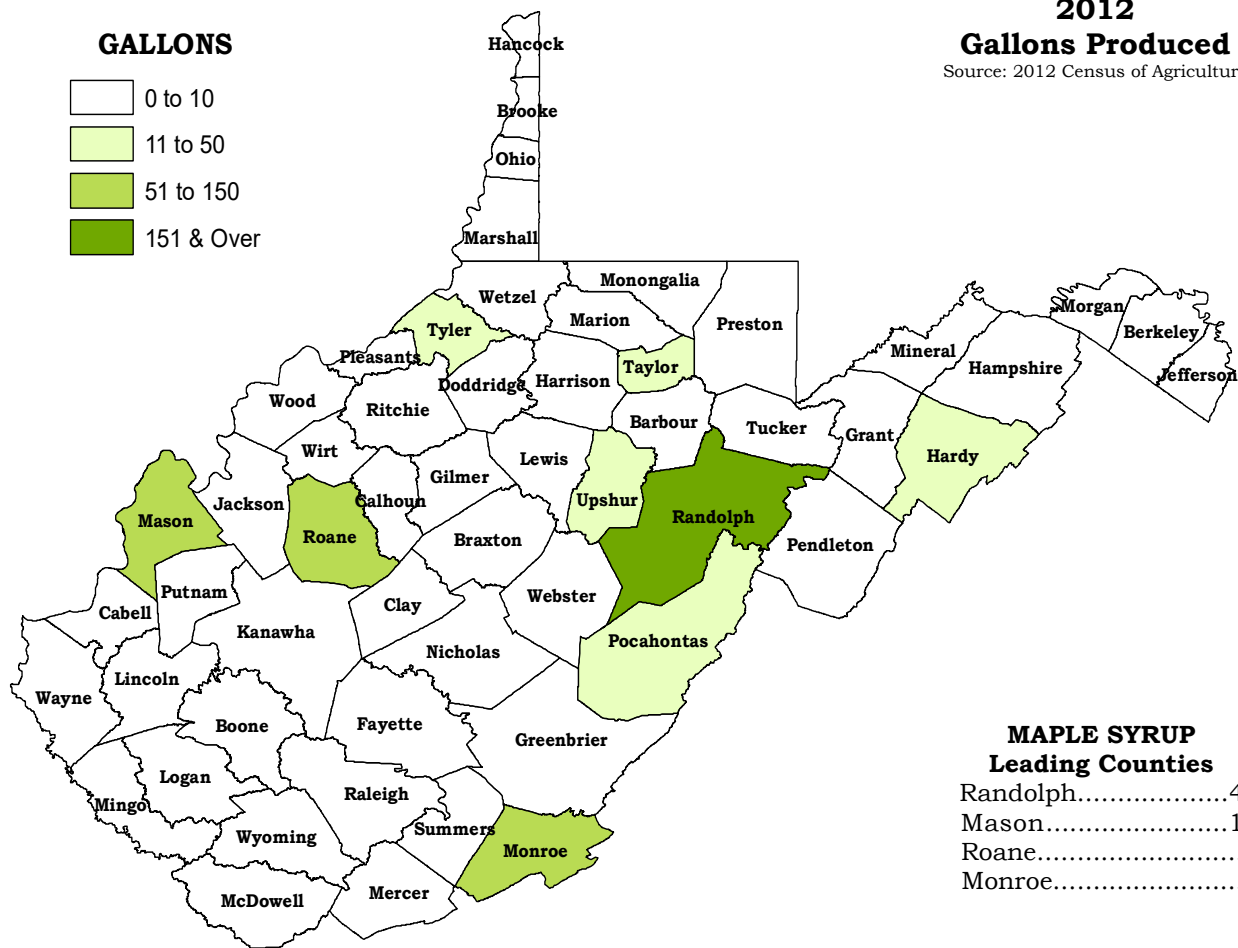 GALLONS
0 to 10
11 to 50
51 to 150
151 & Over
2012
Gallons Produced
Source: 2012 Census of Agricultur
Hancock
Brooke
Ohio
Marshall
Wetzel
Monongalia
Marion
Preston
Tyler
Pleasants
Doddridge
Harrison
Taylor
Mineral
Morgan
Berkeley
Jefferson
Hampshire
Wood
Ritchie
Barbour
Tucker
Grant
Hardy
Wirt
Lewis
Gilmer
Calhoun
Jackson
Upshur
Randolph
Mason
Roane
Braxton
Pendleton
Putnam
Cabell
Clay
Webster
Kanawha
Nicholas
Pocahontas
Wayne
Lincoln
Boone
Fayette
Greenbrier
Logan
Mingo
Raleigh
Wyoming
Summers
Monroe
McDowell
Mercer
MAPLE SYRUP
Leading Counties
Randolph...................4
Mason.......................1
Roane.........................
Monroe.......................